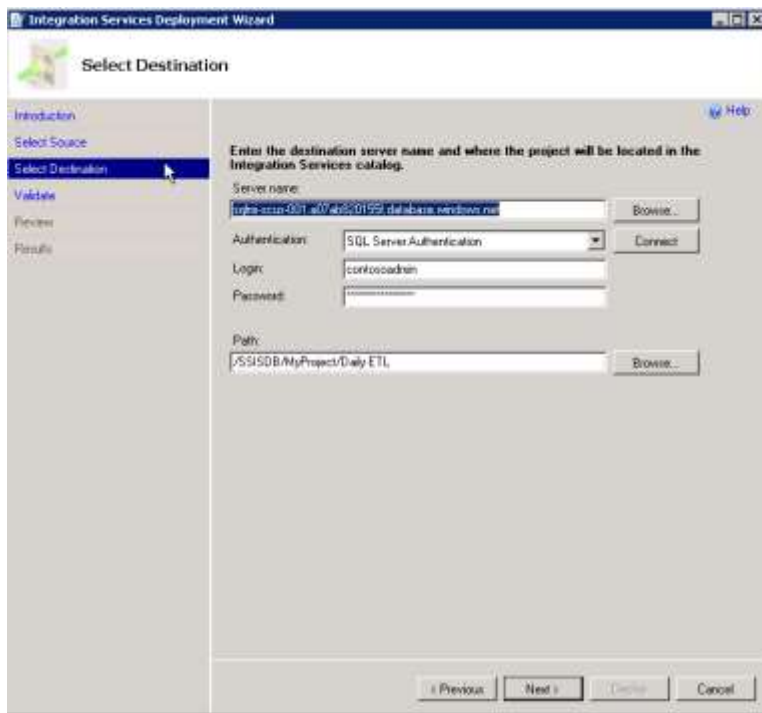 Integration Services Deployment Wizard
Select Destination
Introduction
Select Source
Select Destination
Validate
Review
Results
Help
Enter the destination server name and where the project will be located in the
Integration Services catalog.
Server name:
Browse...
Authentication:
SQL Server Authentication
Connect
Login:
contosoadmin
Password:
Path:
/SSISDB/MyProject/Daily ETL
Browse...
< Previous
Next >
Deploy
Cancel